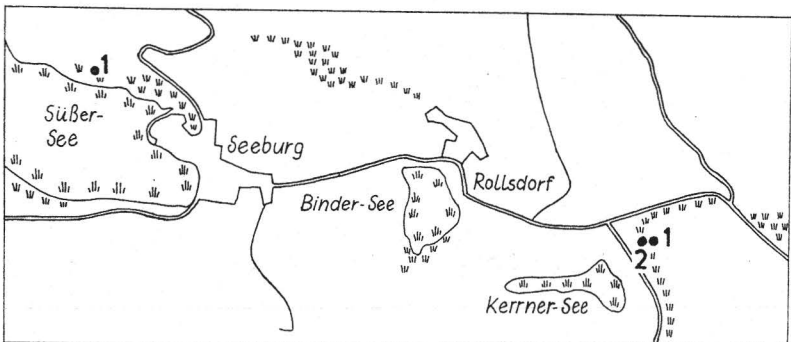 1
Süßer-
See
Seeburg
Binder-See
Rollsdorf
1
2
Kerrner-See